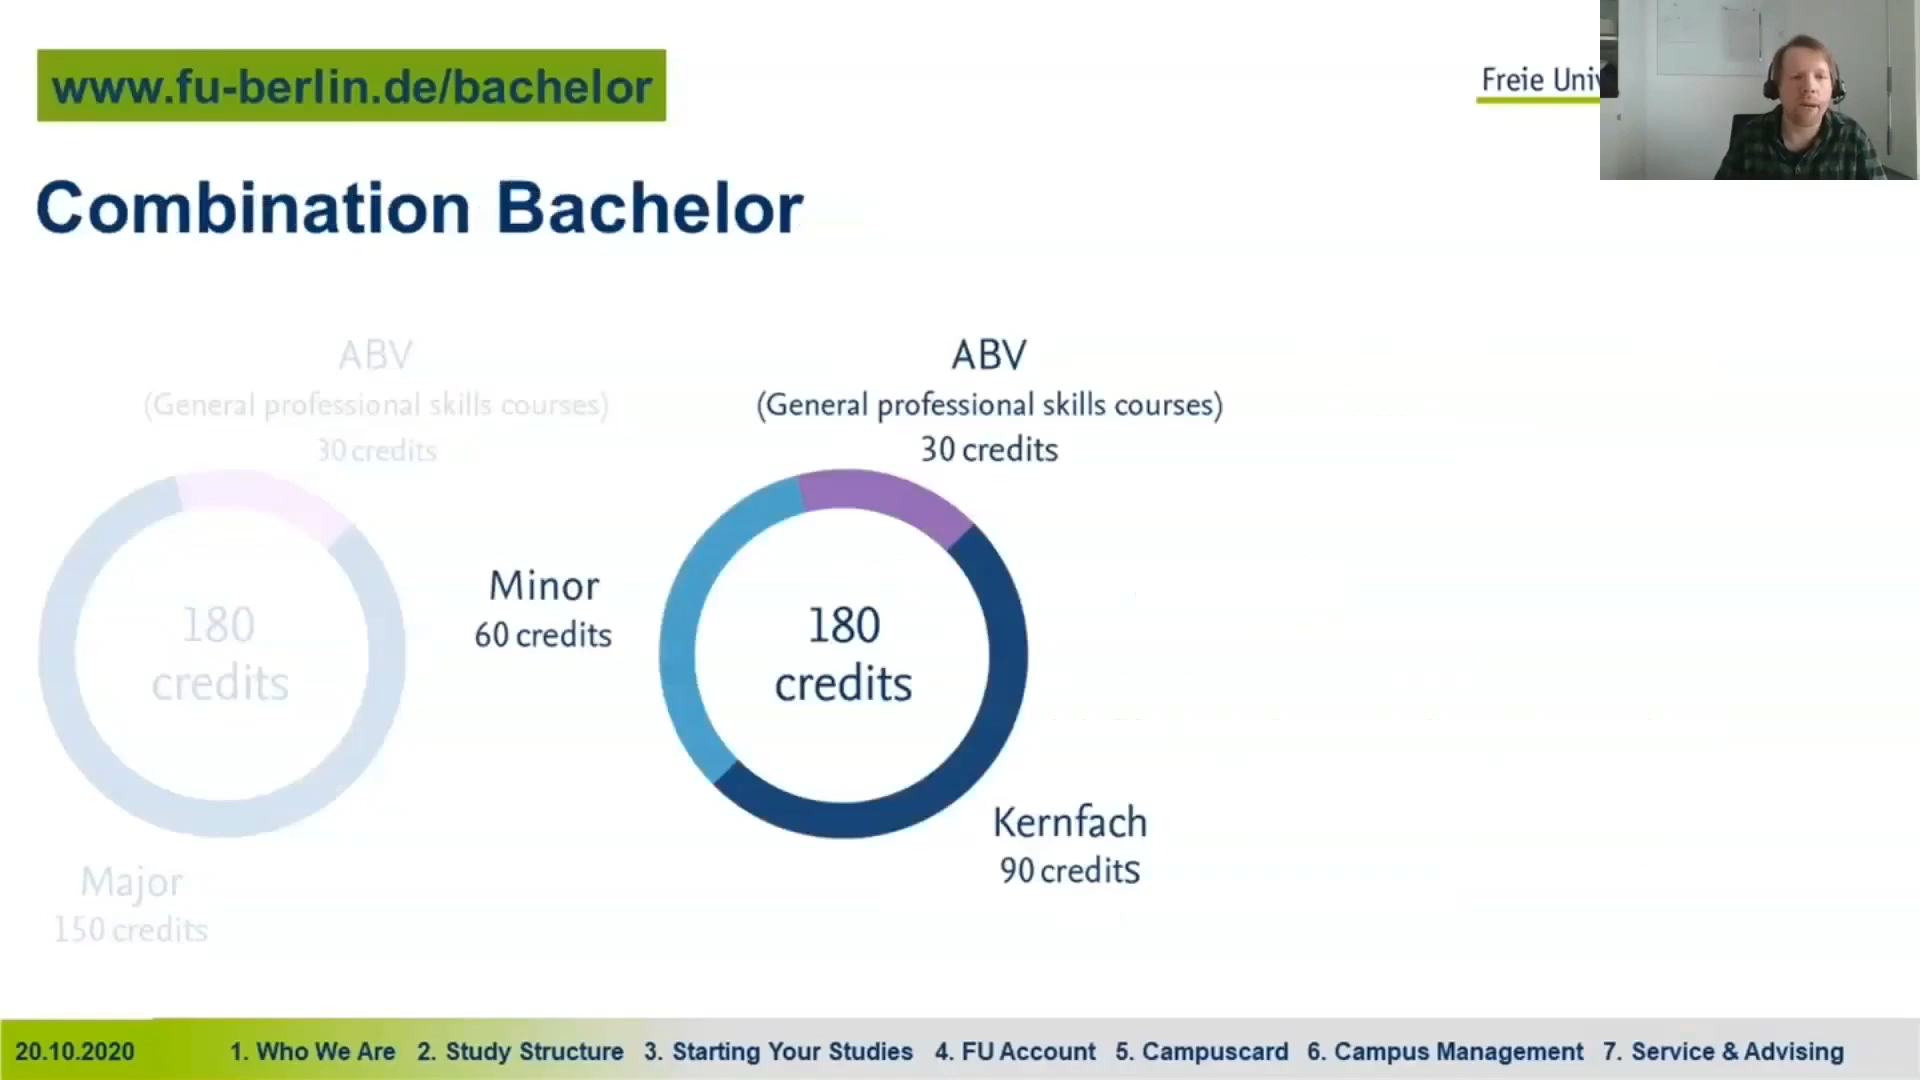 www.fu-berlin.de/bachelor
Freie Univ
Combination Bachelor
ABV
(General professional skills courses)
30 credits
180
credits
Major
150 credits
ABV
(General professional skills courses)
30 credits
Minor
60 credits
180
credits
Kernfach
90 credits
20.10.2020 1. Who We Are 2. Study Structure 3. Starting Your Studies 4. FU Account 5. Campuscard 6. Campus Management 7. Service & Advising